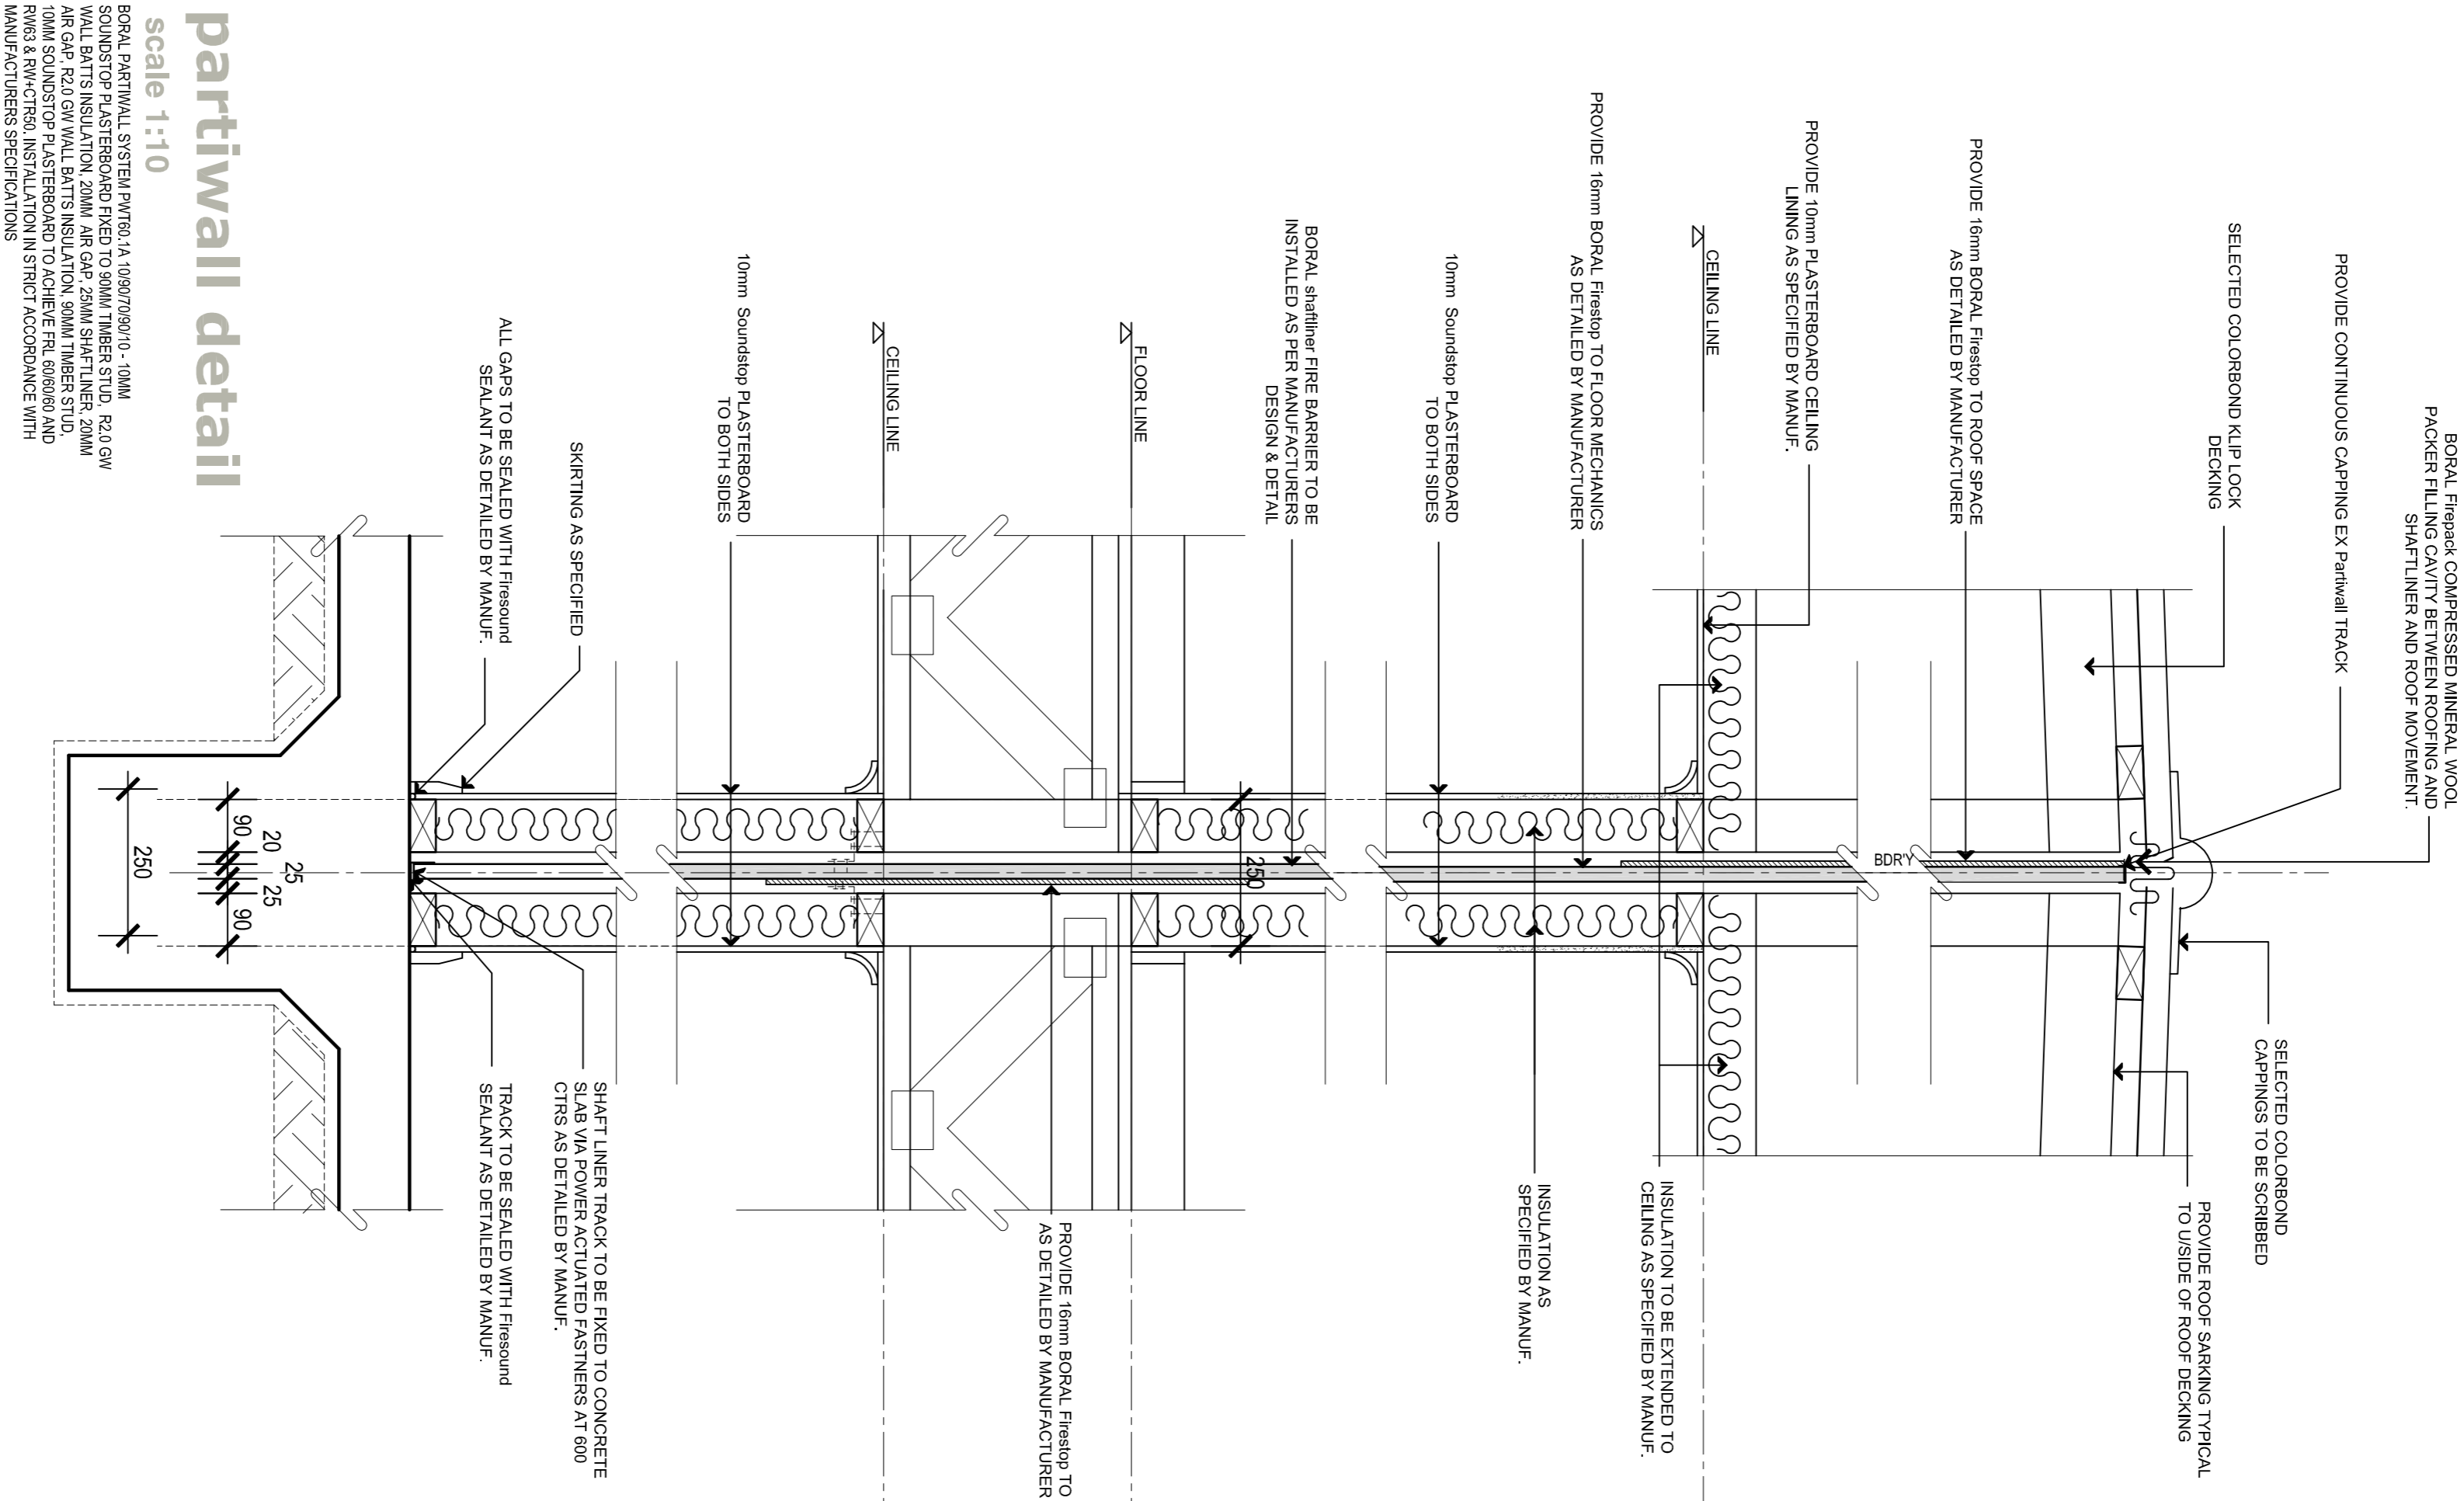 BORAL Firepack COMPRESSED MINERAL WOOL
PACKER FILLING CAVITY BETWEEN ROOFING AND
SHAFTLINER AND ROOF MOVEMENT.
PROVIDE CONTINUOUS CAPPING EX Partiwall TRACK
SELECTED COLORBOND KLIP LOCK
DECKING
PROVIDE 16mm BORAL Firestop TO ROOF SPACE
AS DETAILED BY MANUFACTURER
PROVIDE 10mm PLASTERBOARD CEILING
LINING AS SPECIFIED BY MANUF.
CEILING LINE
PROVIDE 16mm BORAL Firestop TO FLOOR MECHANICS
AS DETAILED BY MANUFACTURER
10mm Soundstop PLASTERBOARD
TO BOTH SIDES
BORAL shaftliner FIRE BARRIER TO BE
INSTALLED AS PER MANUFACTURERS
DESIGN & DETAIL
FLOOR LINE
CEILING LINE
10mm Soundstop PLASTERBOARD
TO BOTH SIDES
SKIRTING AS SPECIFIED
ALL GAPS TO BE SEALED WITH Firesound
SEALANT AS DETAILED BY MANUF.
BDR'Y
250
SELECTED COLORBOND
CAPPINGS TO BE SCRIBBED
PROVIDE ROOF SARKING TYPICAL
TO U/SIDE OF ROOF DECKING
INSULATION TO BE EXTENDED TO
CEILING AS SPECIFIED BY MANUF.
INSULATION AS
SPECIFIED BY MANUF.
PROVIDE 16mm BORAL Firestop TO
AS DETAILED BY MANUFACTURER
SHAFT LINER TRACK TO BE FIXED TO CONCRETE
SLAB VIA POWER ACTUATED FASTNERS AT 600
CTRS AS DETAILED BY MANUF.
TRACK TO BE SEALED WITH Firesound
SEALANT AS DETAILED BY MANUF.
25
20 25
90 90
250
partiwall detail
scale 1:10
BORAL PARTIWALL SYSTEM PWT60.1A 10/90/70/90/10 - 10MM
SOUNDSTOP PLASTERBOARD FIXED TO 90MM TIMBER STUD, R2.0 GW
WALL BATTS INSULATION, 20MM AIR GAP, 25MM SHAFTLINER, 20MM
AIR GAP, R2.0 GW WALL BATTS INSULATION, 90MM TIMBER STUD,
10MM SOUNDSTOP PLASTERBOARD TO ACHIEVE FRL 60/60/60 AND
RW63 & RW+CTR50. INSTALLATION IN STRICT ACCORDANCE WITH
MANUFACTURERS SPECIFICATIONS